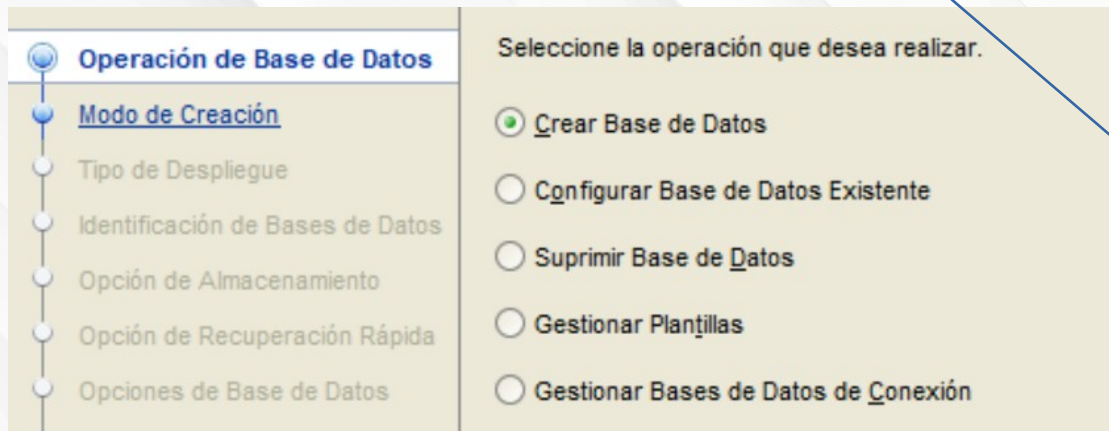 Operación de Base de Datos
Modo de Creación
Tipo de Despliegue
Identificación de Bases de Datos
Opción de Almacenamiento
Opción de Recuperación Rápida
Opciones de Base de Datos
Seleccione la operación que desea realizar.
Crear Base de Datos
Configurar Base de Datos Existente
Suprimir Base de Datos
Gestionar Plantillas
Gestionar Bases de Datos de Conexión